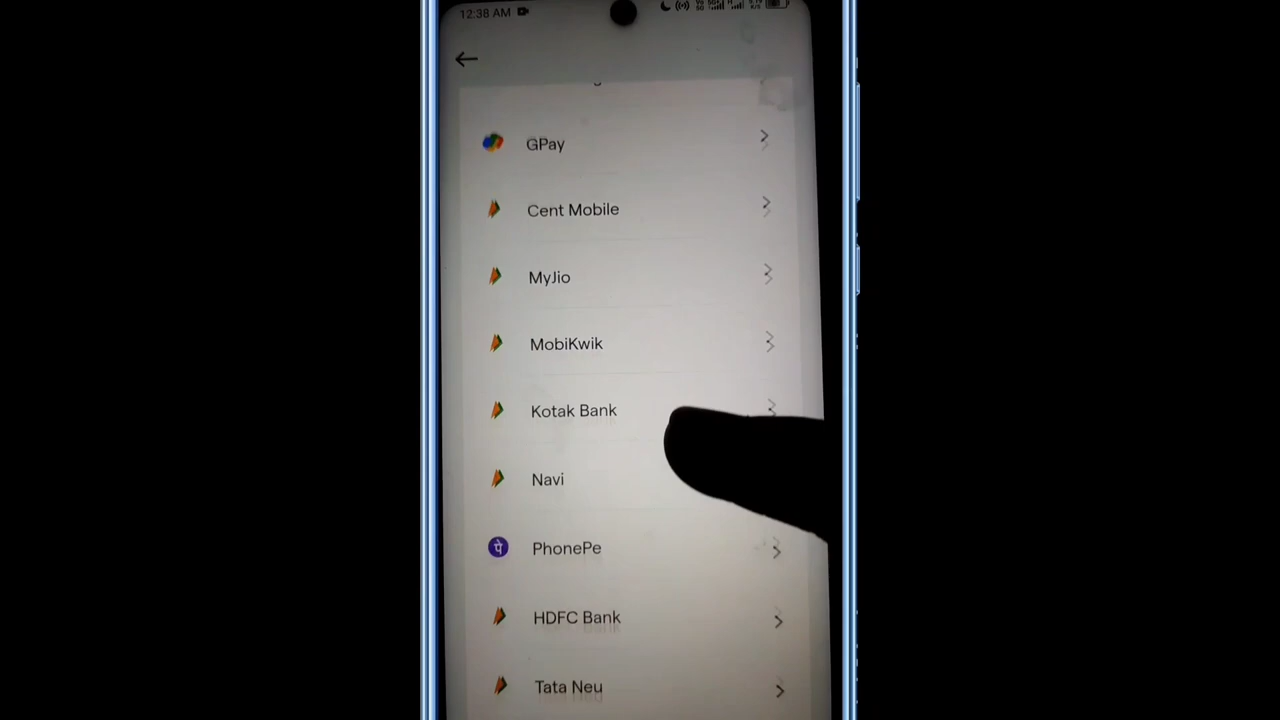 12:38 AM
GPay
Cent Mobile
MyJio
MobiKwik
Kotak Bank
Navi
पे PhonePe
HDFC Bank
Tata Neu